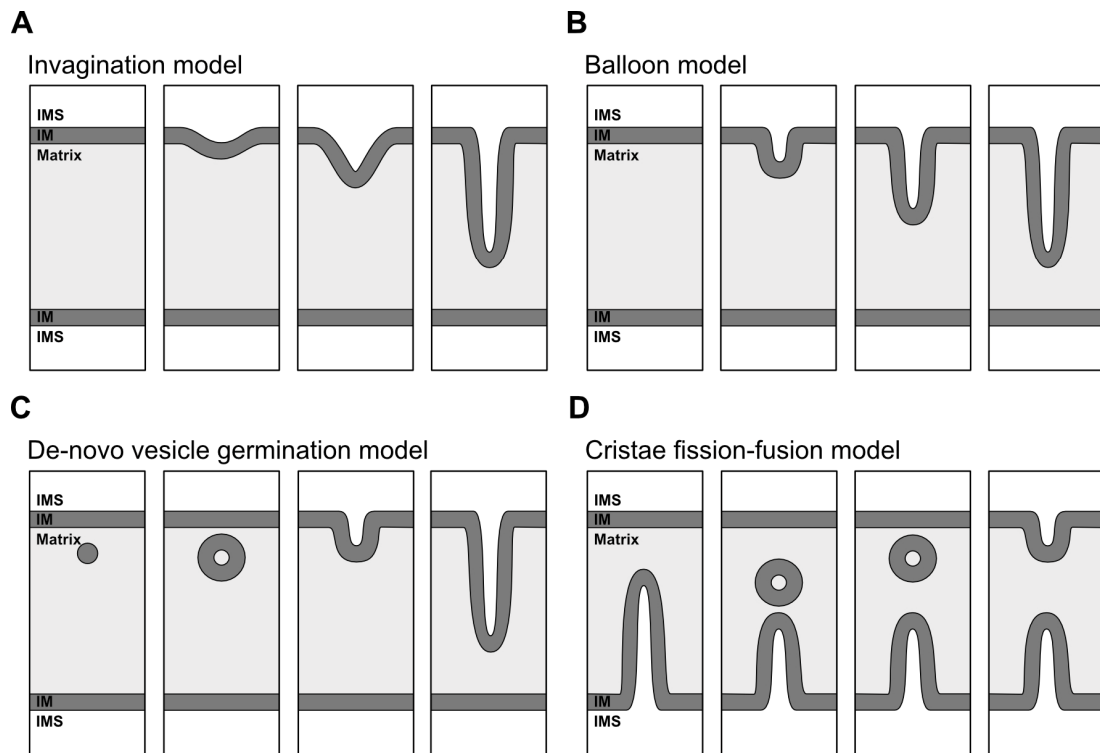 A
Invagination model
IMS
IM
Matrix
IM
IMS
B
Balloon model
IMS
IM
Matrix
IM
IMS
C
De-novo vesicle germination model
IMS
IM
Matrix
IM
IMS
D
Cristae fission-fusion model
IMS
IM
Matrix
IM
IMS